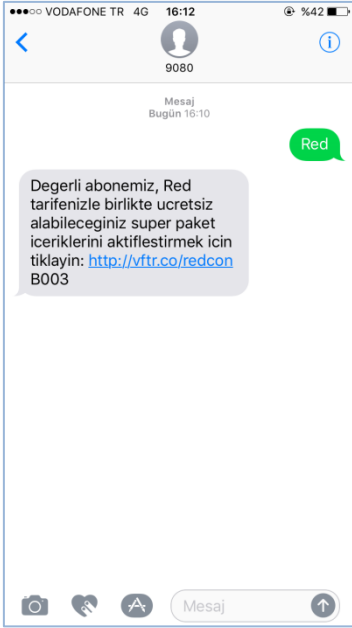 VODAFONE TR 4G 16:12 %42
9080
Mesaj
Bugün 16:10
Red
Degerli abonemiz, Red
tarifenizle birlikte ucretsiz
alabileceginiz super paket
iceriklerini aktiflestirmek icin
tiklayin: http://vftr.co/redcon
B003
Mesaj